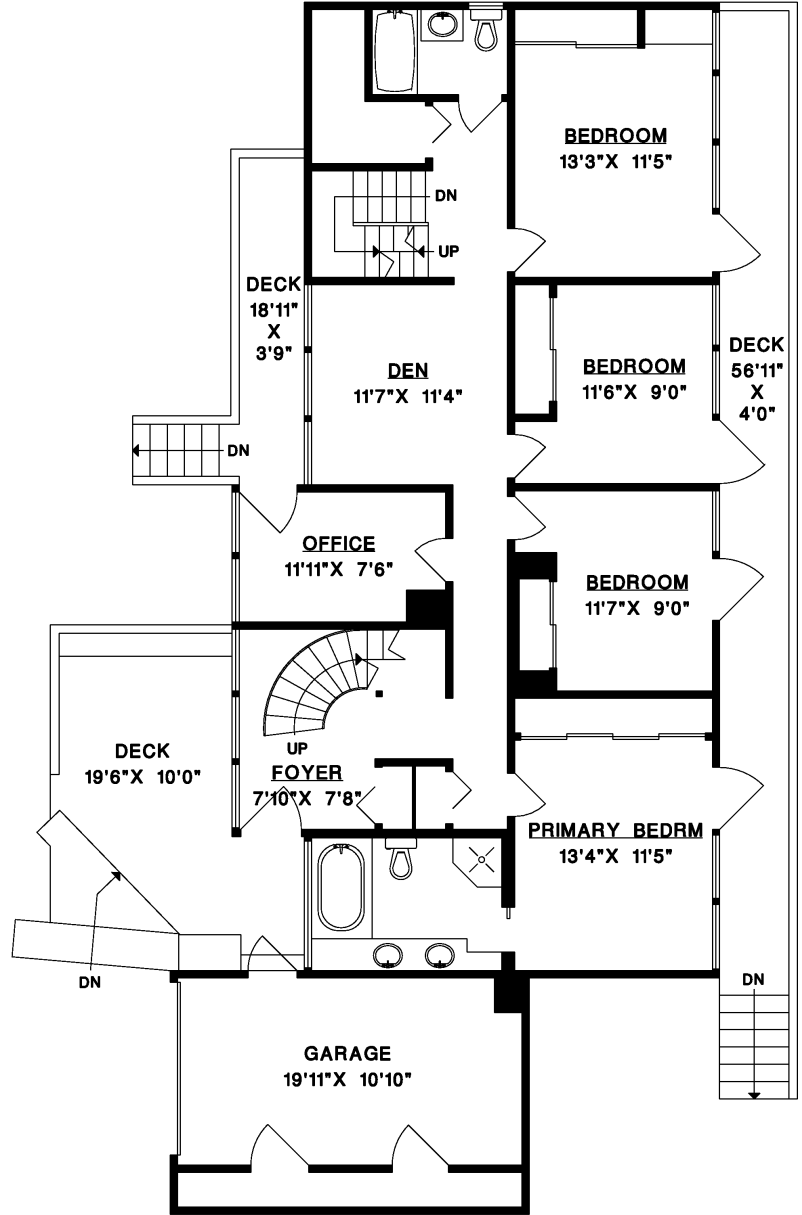 BEDROOM
13'3"X 11'5"
DN
UP
DECK
18'11"
X
3'9"
DEN
11'7"X 11'4"
BEDROOM
11'6"X 9'0"
DECK
56'11"
X
4'0"
DN
OFFICE
11'11"X 7'6"
BEDROOM
11'7"X 9'0"
DECK
19'6"X 10'0"
UP
FOYER
7'10"X 7'8"
PRIMARY BEDRM
13'4"X 11'5"
DN
DN
GARAGE
19'11"X 10'10"